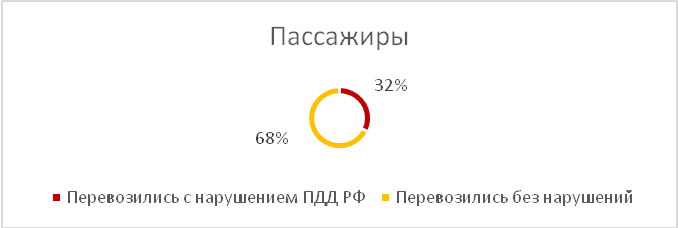 Пассажиры
32%
68%
Перевозились с нарушением ПДД РФ
Перевозились без нарушений